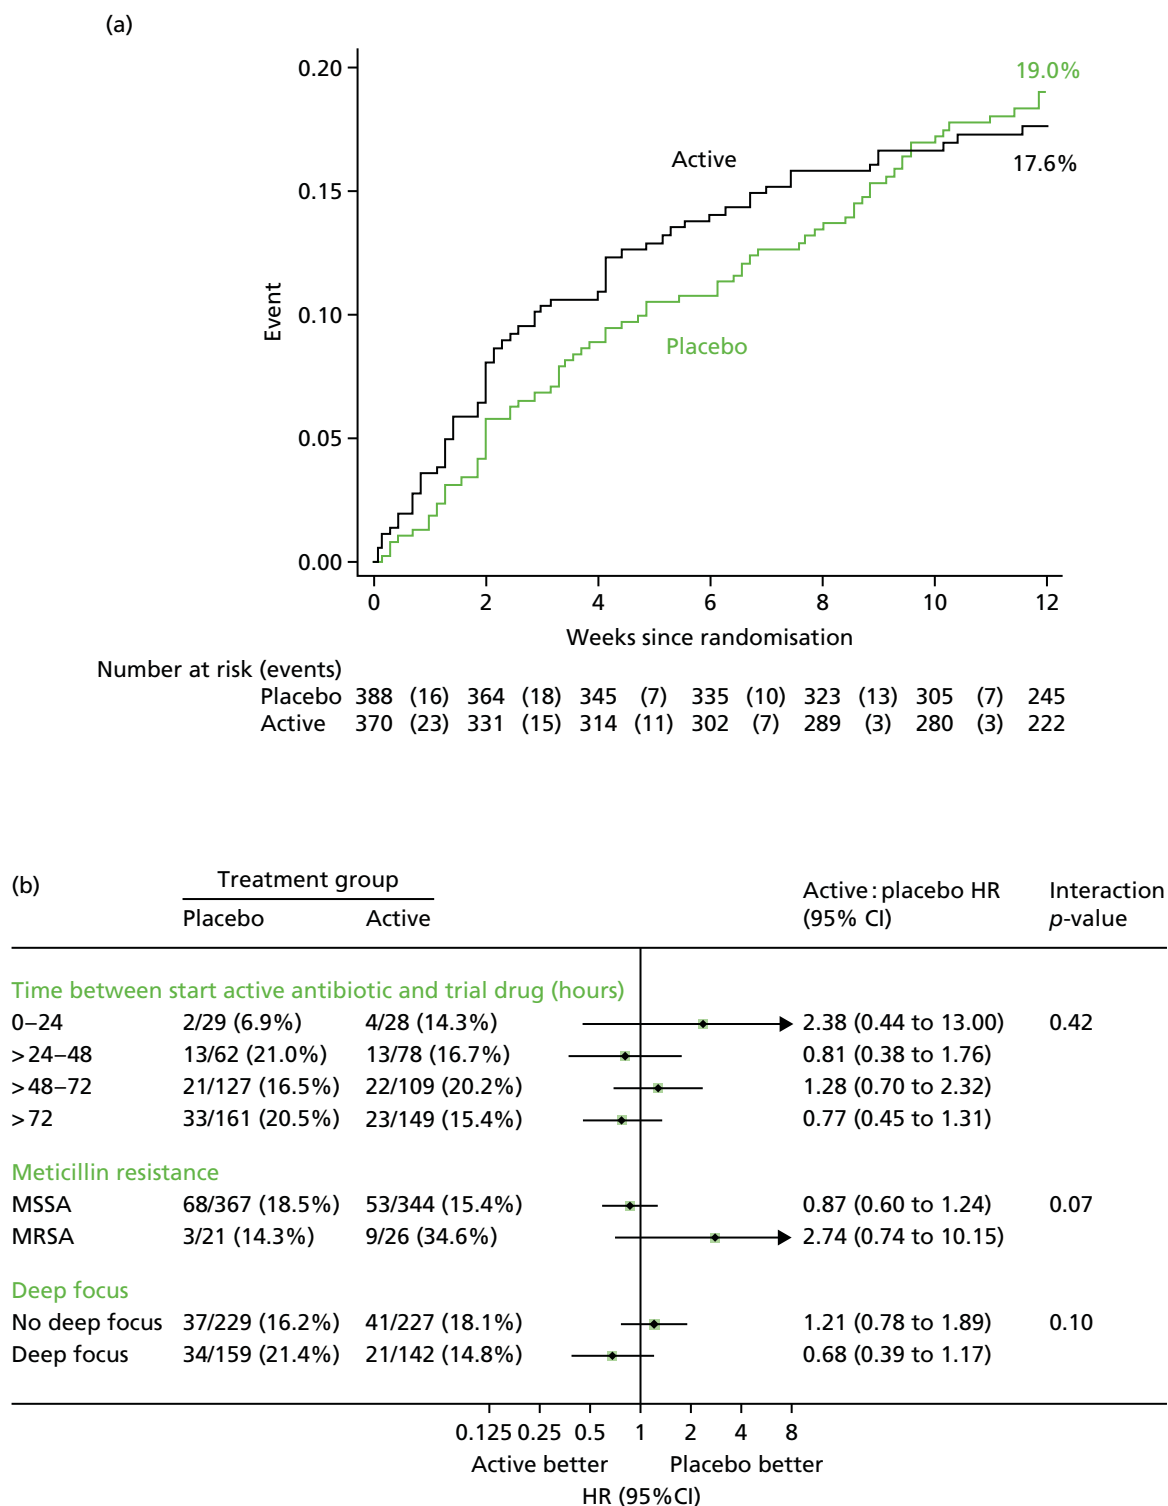 (a)
0.20
0.15
0.10
0.05
0.00
Event
19.0%
17.6%
Active
Placebo
0 2 4 6 8 10 12
Weeks since randomisation
Number at risk (events)
Placebo 388 (16) 364 (18) 345 (7) 335 (10) 323 (13) 305 (7) 245
Active 370 (23) 331 (15) 314 (11) 302 (7) 289 (3) 280 (3) 222
(b)
Treatment group
Placebo Active
Active : placebo HR
(95% CI)
Interaction
p-value
Time between start active antibiotic and trial drug (hours)
0–24 2/29 (6.9%) 4/28 (14.3%) 2.38 (0.44 to 13.00) 0.42
>24–48 13/62 (21.0%) 13/78 (16.7%) 0.81 (0.38 to 1.76)
>48–72 21/127 (16.5%) 22/109 (20.2%) 1.28 (0.70 to 2.32)
>72 33/161 (20.5%) 23/149 (15.4%) 0.77 (0.45 to 1.31)
Meticillin resistance
MSSA 68/367 (18.5%) 53/344 (15.4%) 0.87 (0.60 to 1.24) 0.07
MRSA 3/21 (14.3%) 9/26 (34.6%) 2.74 (0.74 to 10.15)
Deep focus
No deep focus 37/229 (16.2%) 41/227 (18.1%) 1.21 (0.78 to 1.89) 0.10
Deep focus 34/159 (21.4%) 21/142 (14.8%) 0.68 (0.39 to 1.17)
0.125 0.25 0.5 1 2 4 8
Active better Placebo better
HR (95%CI)